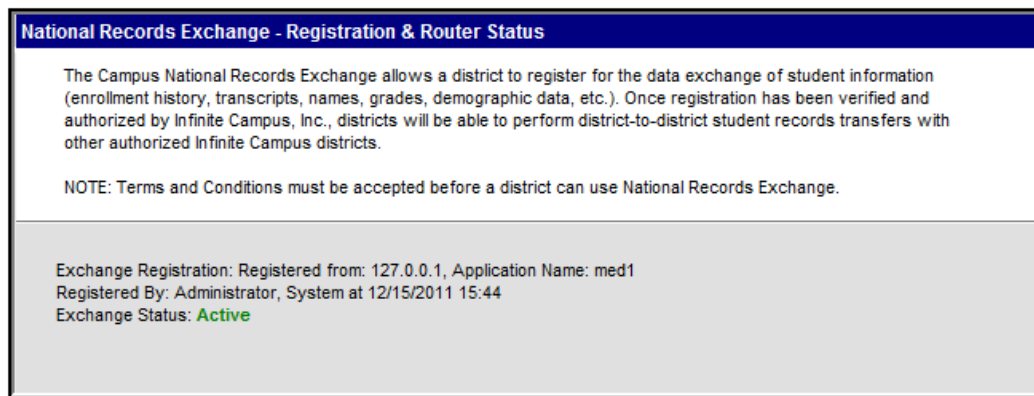 National Records Exchange - Registration & Router Status
The Campus National Records Exchange allows a district to register for the data exchange of student information
(enrollment history, transcripts, names, grades, demographic data, etc.). Once registration has been verified and
authorized by Infinite Campus, Inc., districts will be able to perform district-to-district student records transfers with
other authorized Infinite Campus districts.
NOTE: Terms and Conditions must be accepted before a district can use National Records Exchange.
Exchange Registration: Registered from: 127.0.0.1, Application Name: med1
Registered By: Administrator, System at 12/15/2011 15:44
Exchange Status: Active